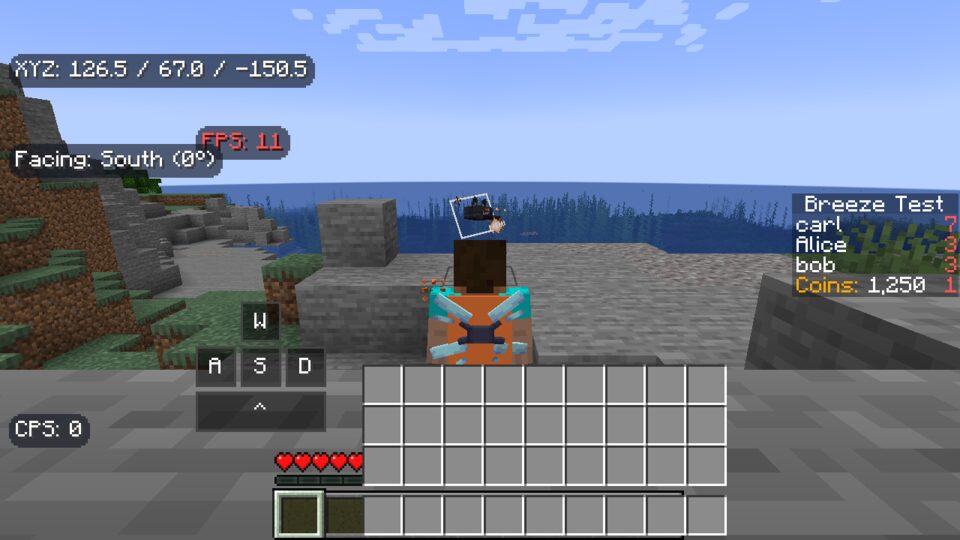 XYZ: 126.5 / 67.0 / -150.5
FPS: 11
Facing: South (0°)
Breeze Test
carl 7
Alice 3
bob 3
Coins: 1,250 1
W
A S D
^
CPS: 0